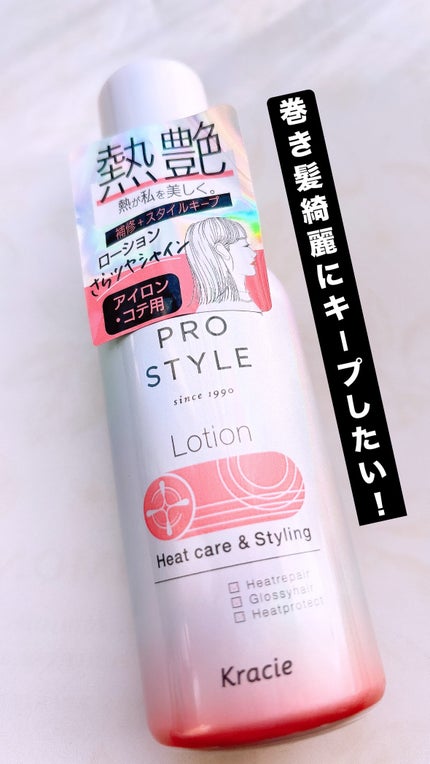 熱艶
熱が私を美しく。
補修+スタイルキープ
ローション
さらツヤシャイン
アイロン
・コテ用
PRO
STYLE
since 1990
Lotion
Heat care & Styling
Heatrepair
Glossyhair
Heatprotect
Kracie
巻き髪綺麗にキープしたい!